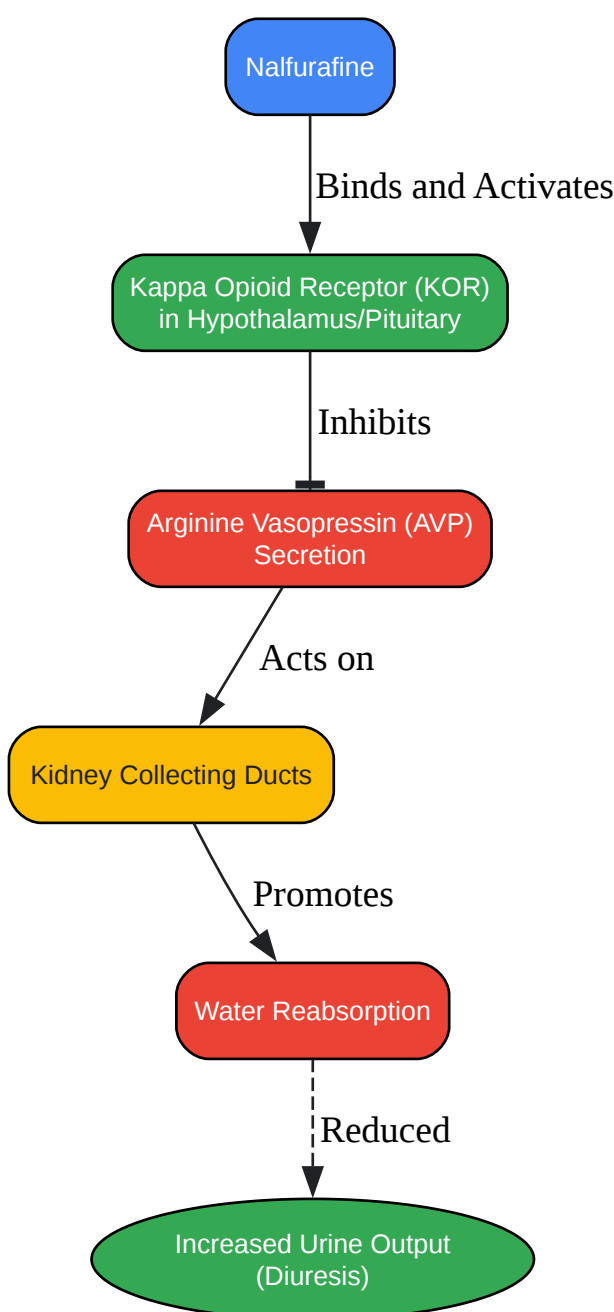 Nalfurafine
Binds and Activates
Kappa Opioid Receptor (KOR)
in Hypothalamus/Pituitary
Inhibits
Arginine Vasopressin (AVP)
Secretion
Acts on
Kidney Collecting Ducts
Promotes
Water Reabsorption
Reduced
Increased Urine Output
(Diuresis)